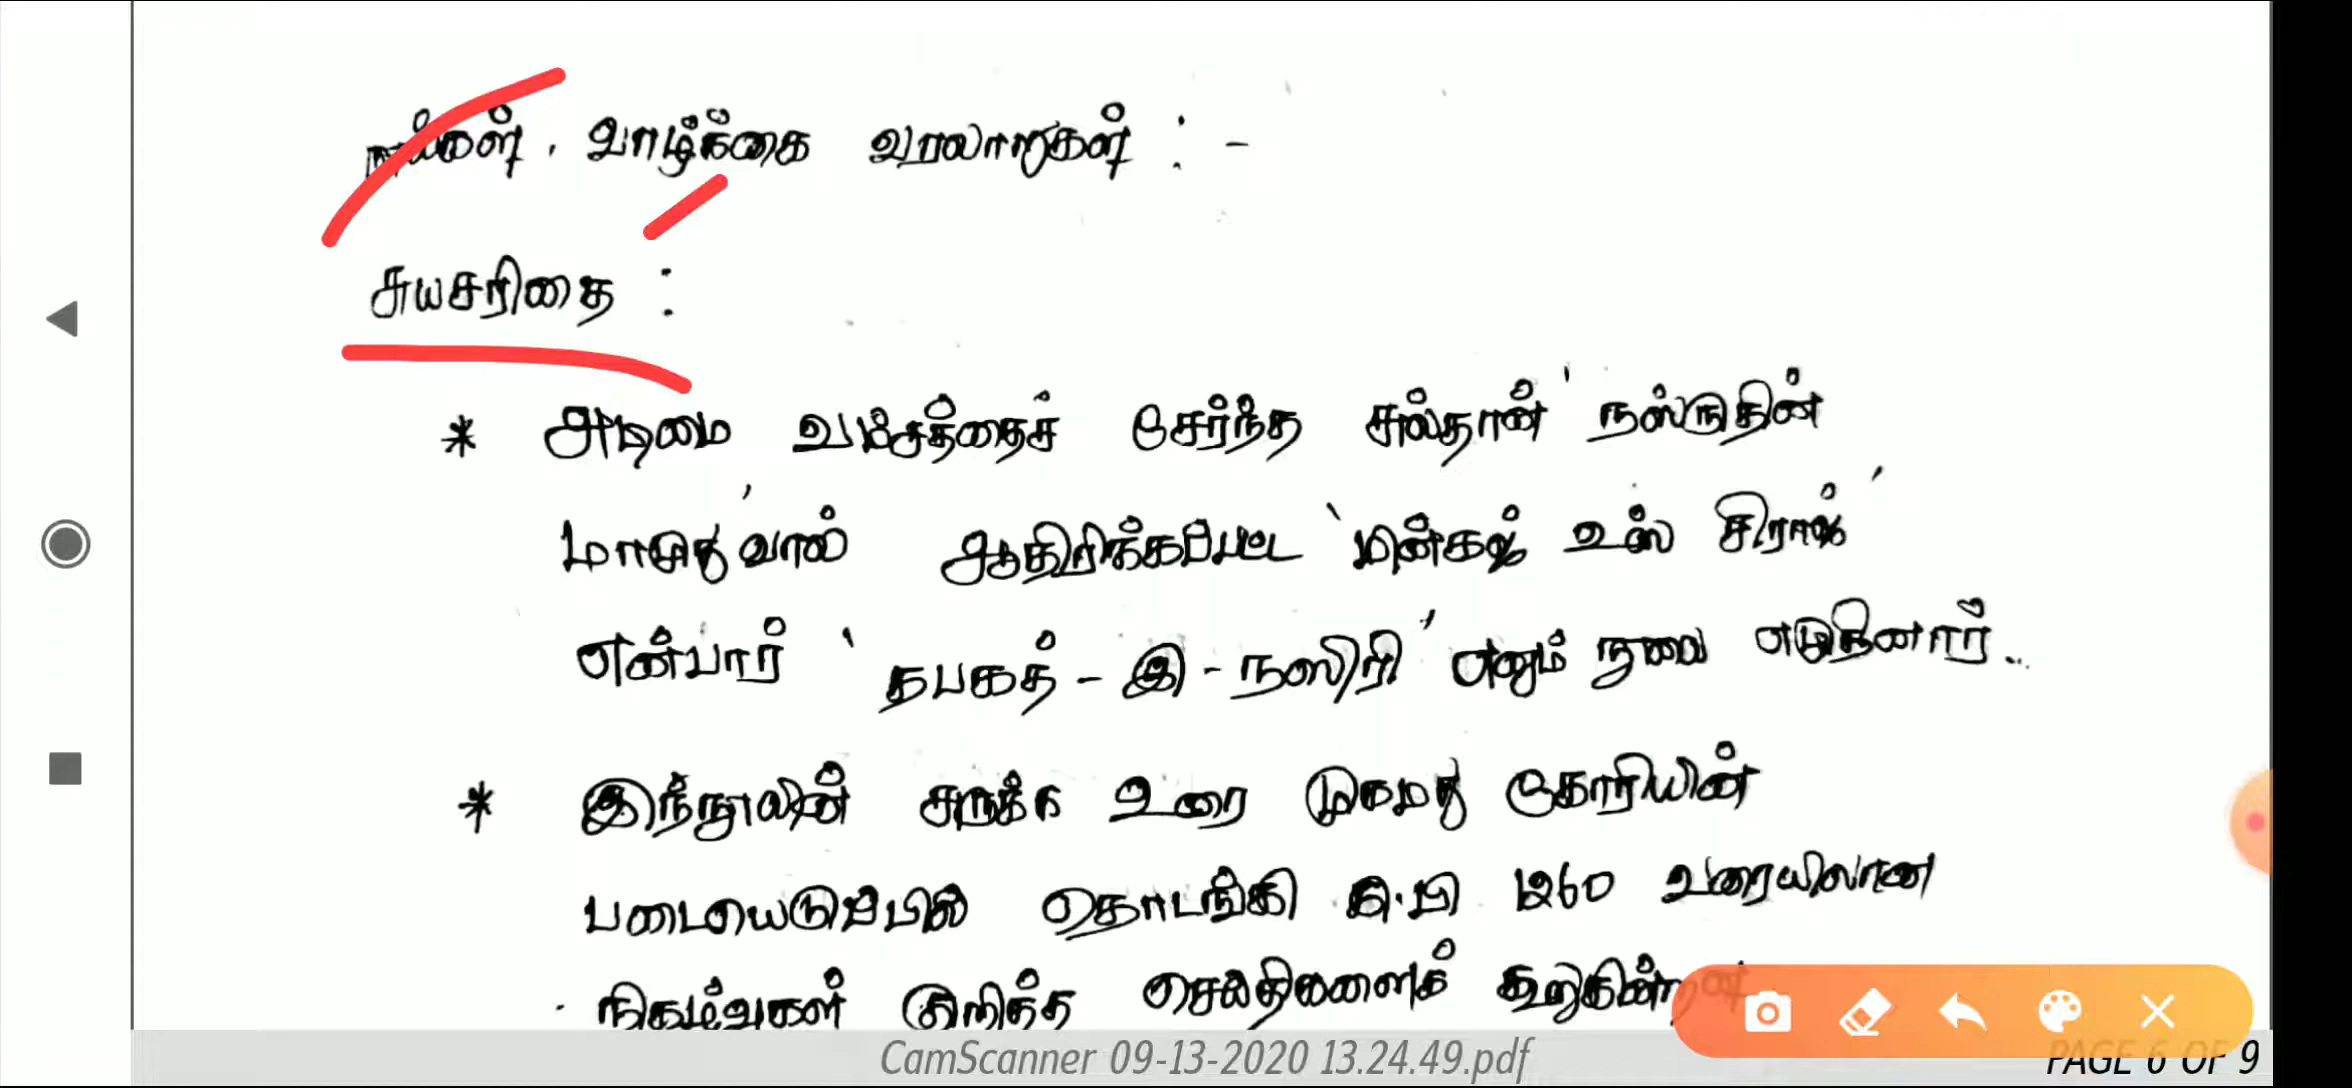 நூல்கள், வாழ்க்கை வரலாறுகள் : -
சுயசரிதை :
* அடிமை வம்சத்தைச் சேர்ந்த சுல்தான் ' நஸ்ருதின்
மாமுது'வால் ஆதிரிக்கப்பட்ட 'மின்கஜ் உஸ் சிராஜ்'
என்பார் ' தபகத் - இ - நஸிரி ' எனும் நூலை எழுதினார்..
* இந்நூலின் சுருக்க உரை முகமது கோரியின்
படையெடுப்பில் தொடங்கி கி.பி 1260 வரையிலான
நிகழ்வுகள் குறித்த செய்திகளைக்
CamScanner 09-13-2020 13.24.49.pdf
PAGE 6 OF 9